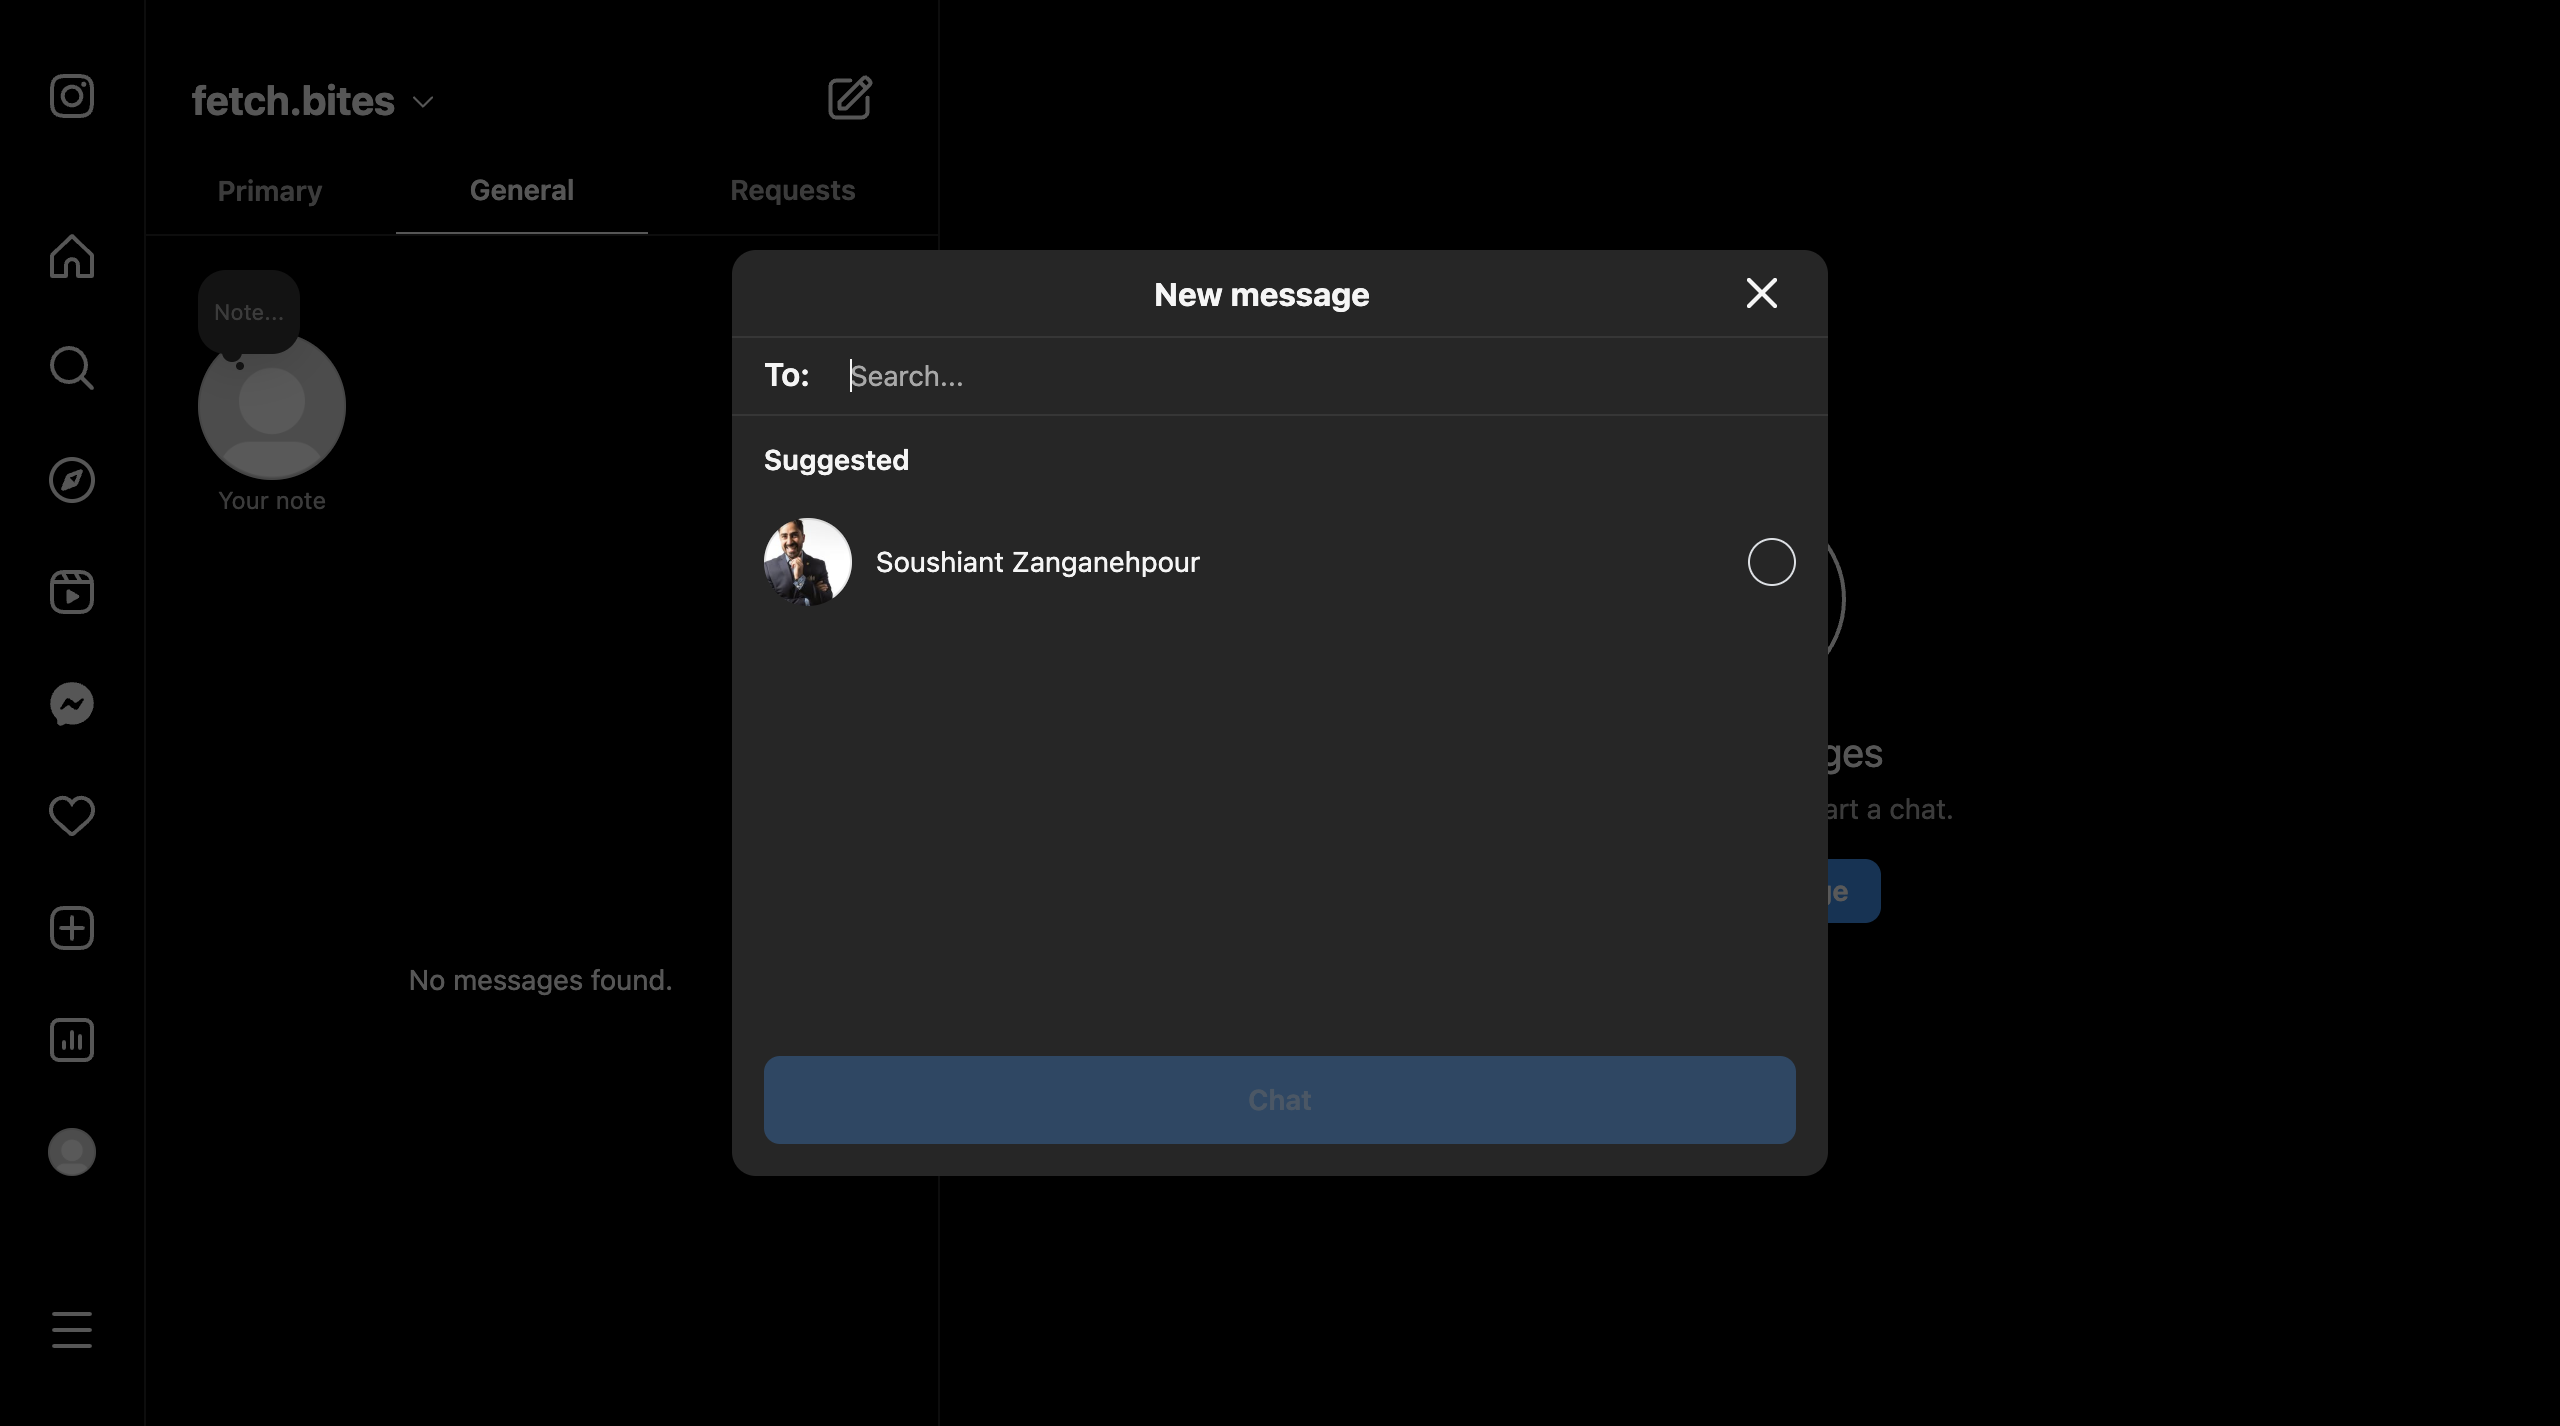 fetch.bites
Primary
General
Requests
Note...
Your note
No messages found.
New message
To:
Search...
Suggested
Soushiant Zanganehpour
Chat
ges
art a chat.
ge